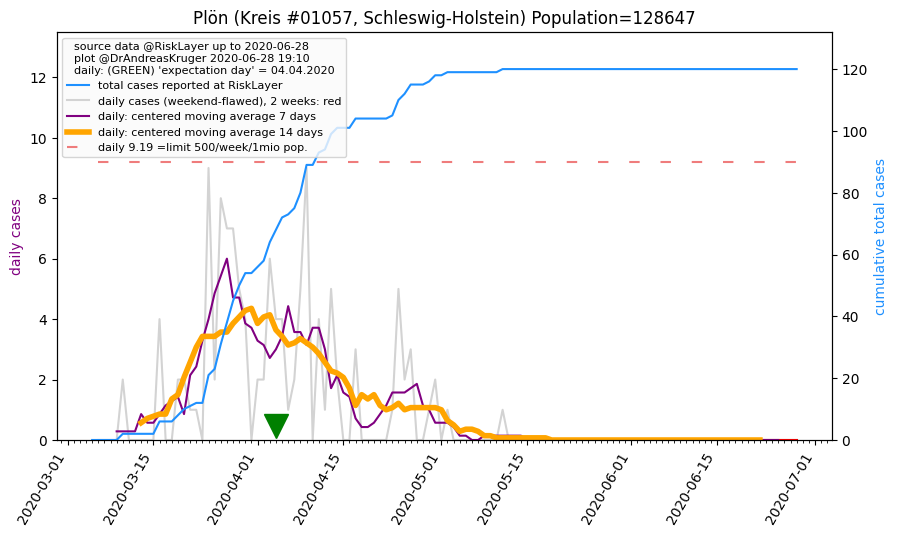 Plön (Kreis #01057, Schleswig-Holstein) Population=128647
source data @RiskLayer up to 2020-06-28
plot @DrAndreasKruger 2020-06-28 19:10
daily: (GREEN) 'expectation day' = 04.04.2020
total cases reported at RiskLayer
daily cases (weekend-flawed), 2 weeks: red
daily: centered moving average 7 days
daily: centered moving average 14 days
daily 9.19 =limit 500/week/1mio pop.
daily cases
12
10
8
6
4
2
0
cumulative total cases
120
100
80
60
40
20
0
2020-03-01
2020-03-15
2020-04-01
2020-04-15
2020-05-01
2020-05-15
2020-06-01
2020-06-15
2020-07-01